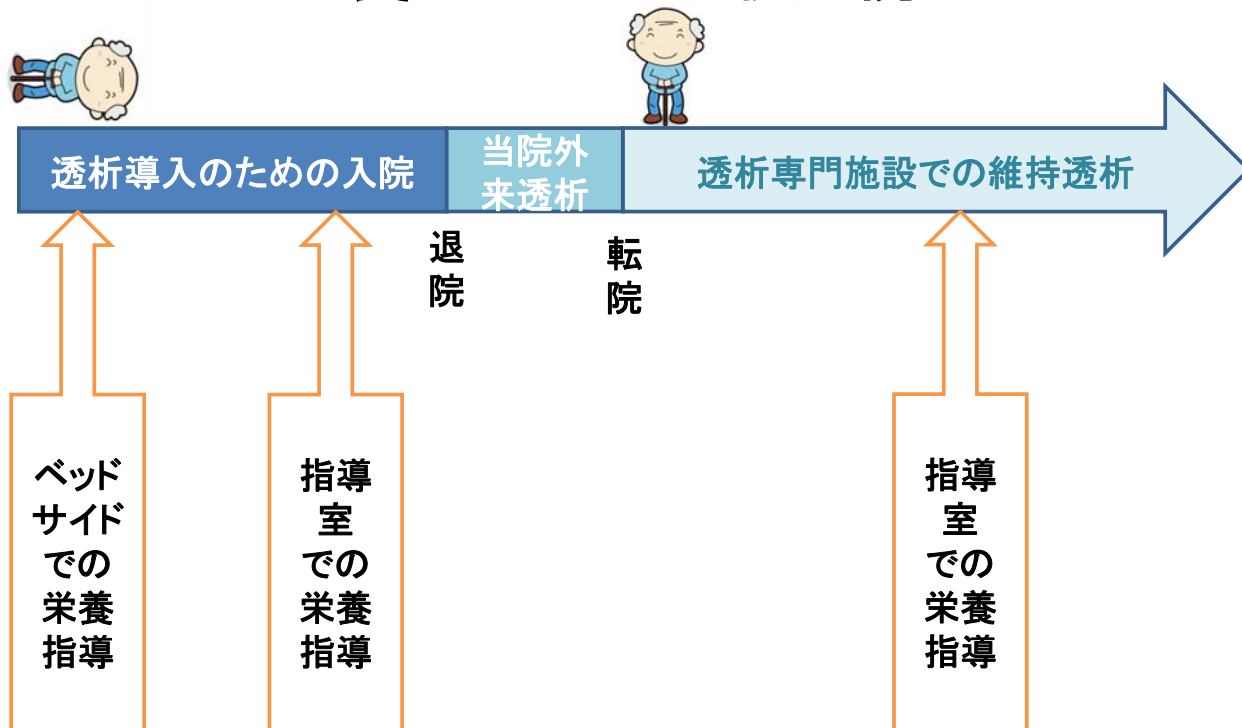 透析導入のための入院
当院外
来透析
透析専門施設での維持透析
退
院
転
院
ベッド
サイド
での
栄養
指導
指導
室
での
栄養
指導
指導
室
での
栄養
指導